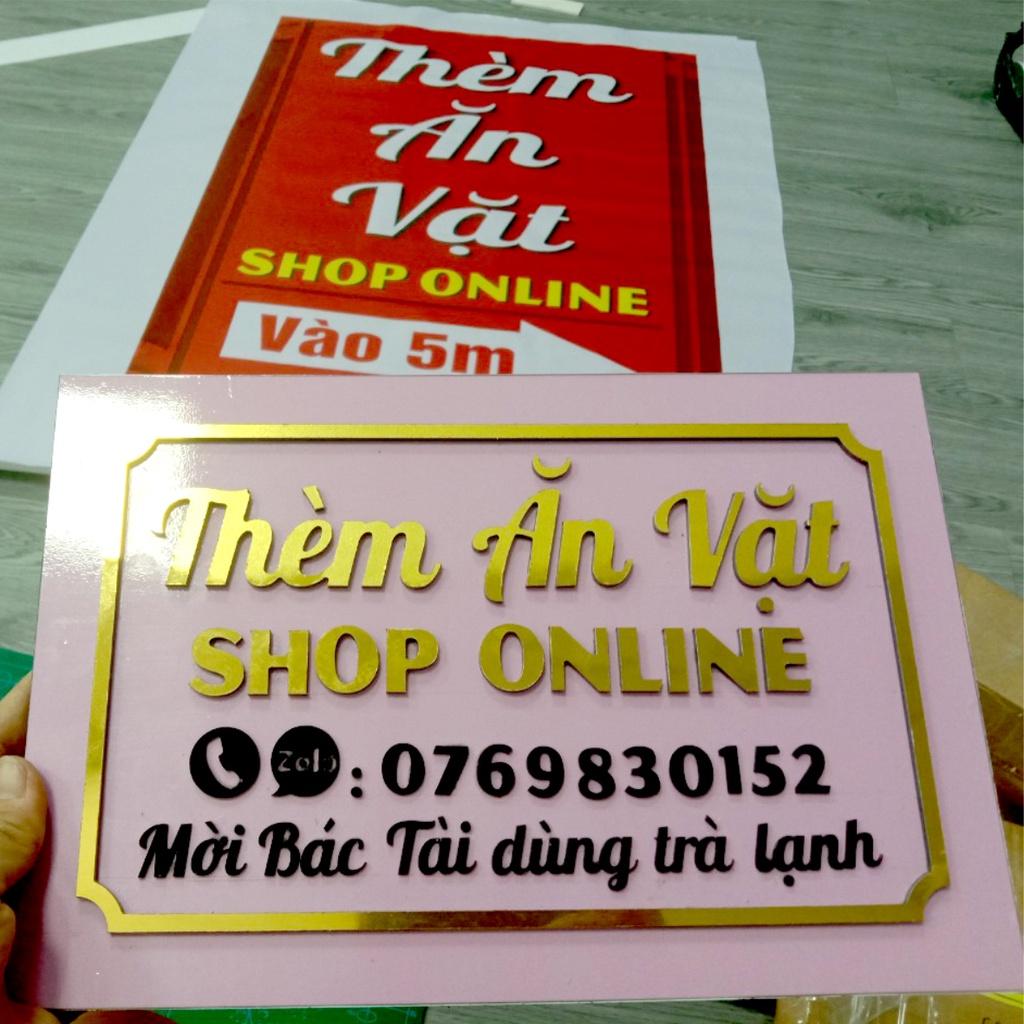 Thèm
Ăn
Vặt
SHOP ONLINE
Vào 5m
Thèm Ăn Vặt
SHOP ONLINE
Zalo : 0769830152
Mời Bác Tài dùng trà lạnh